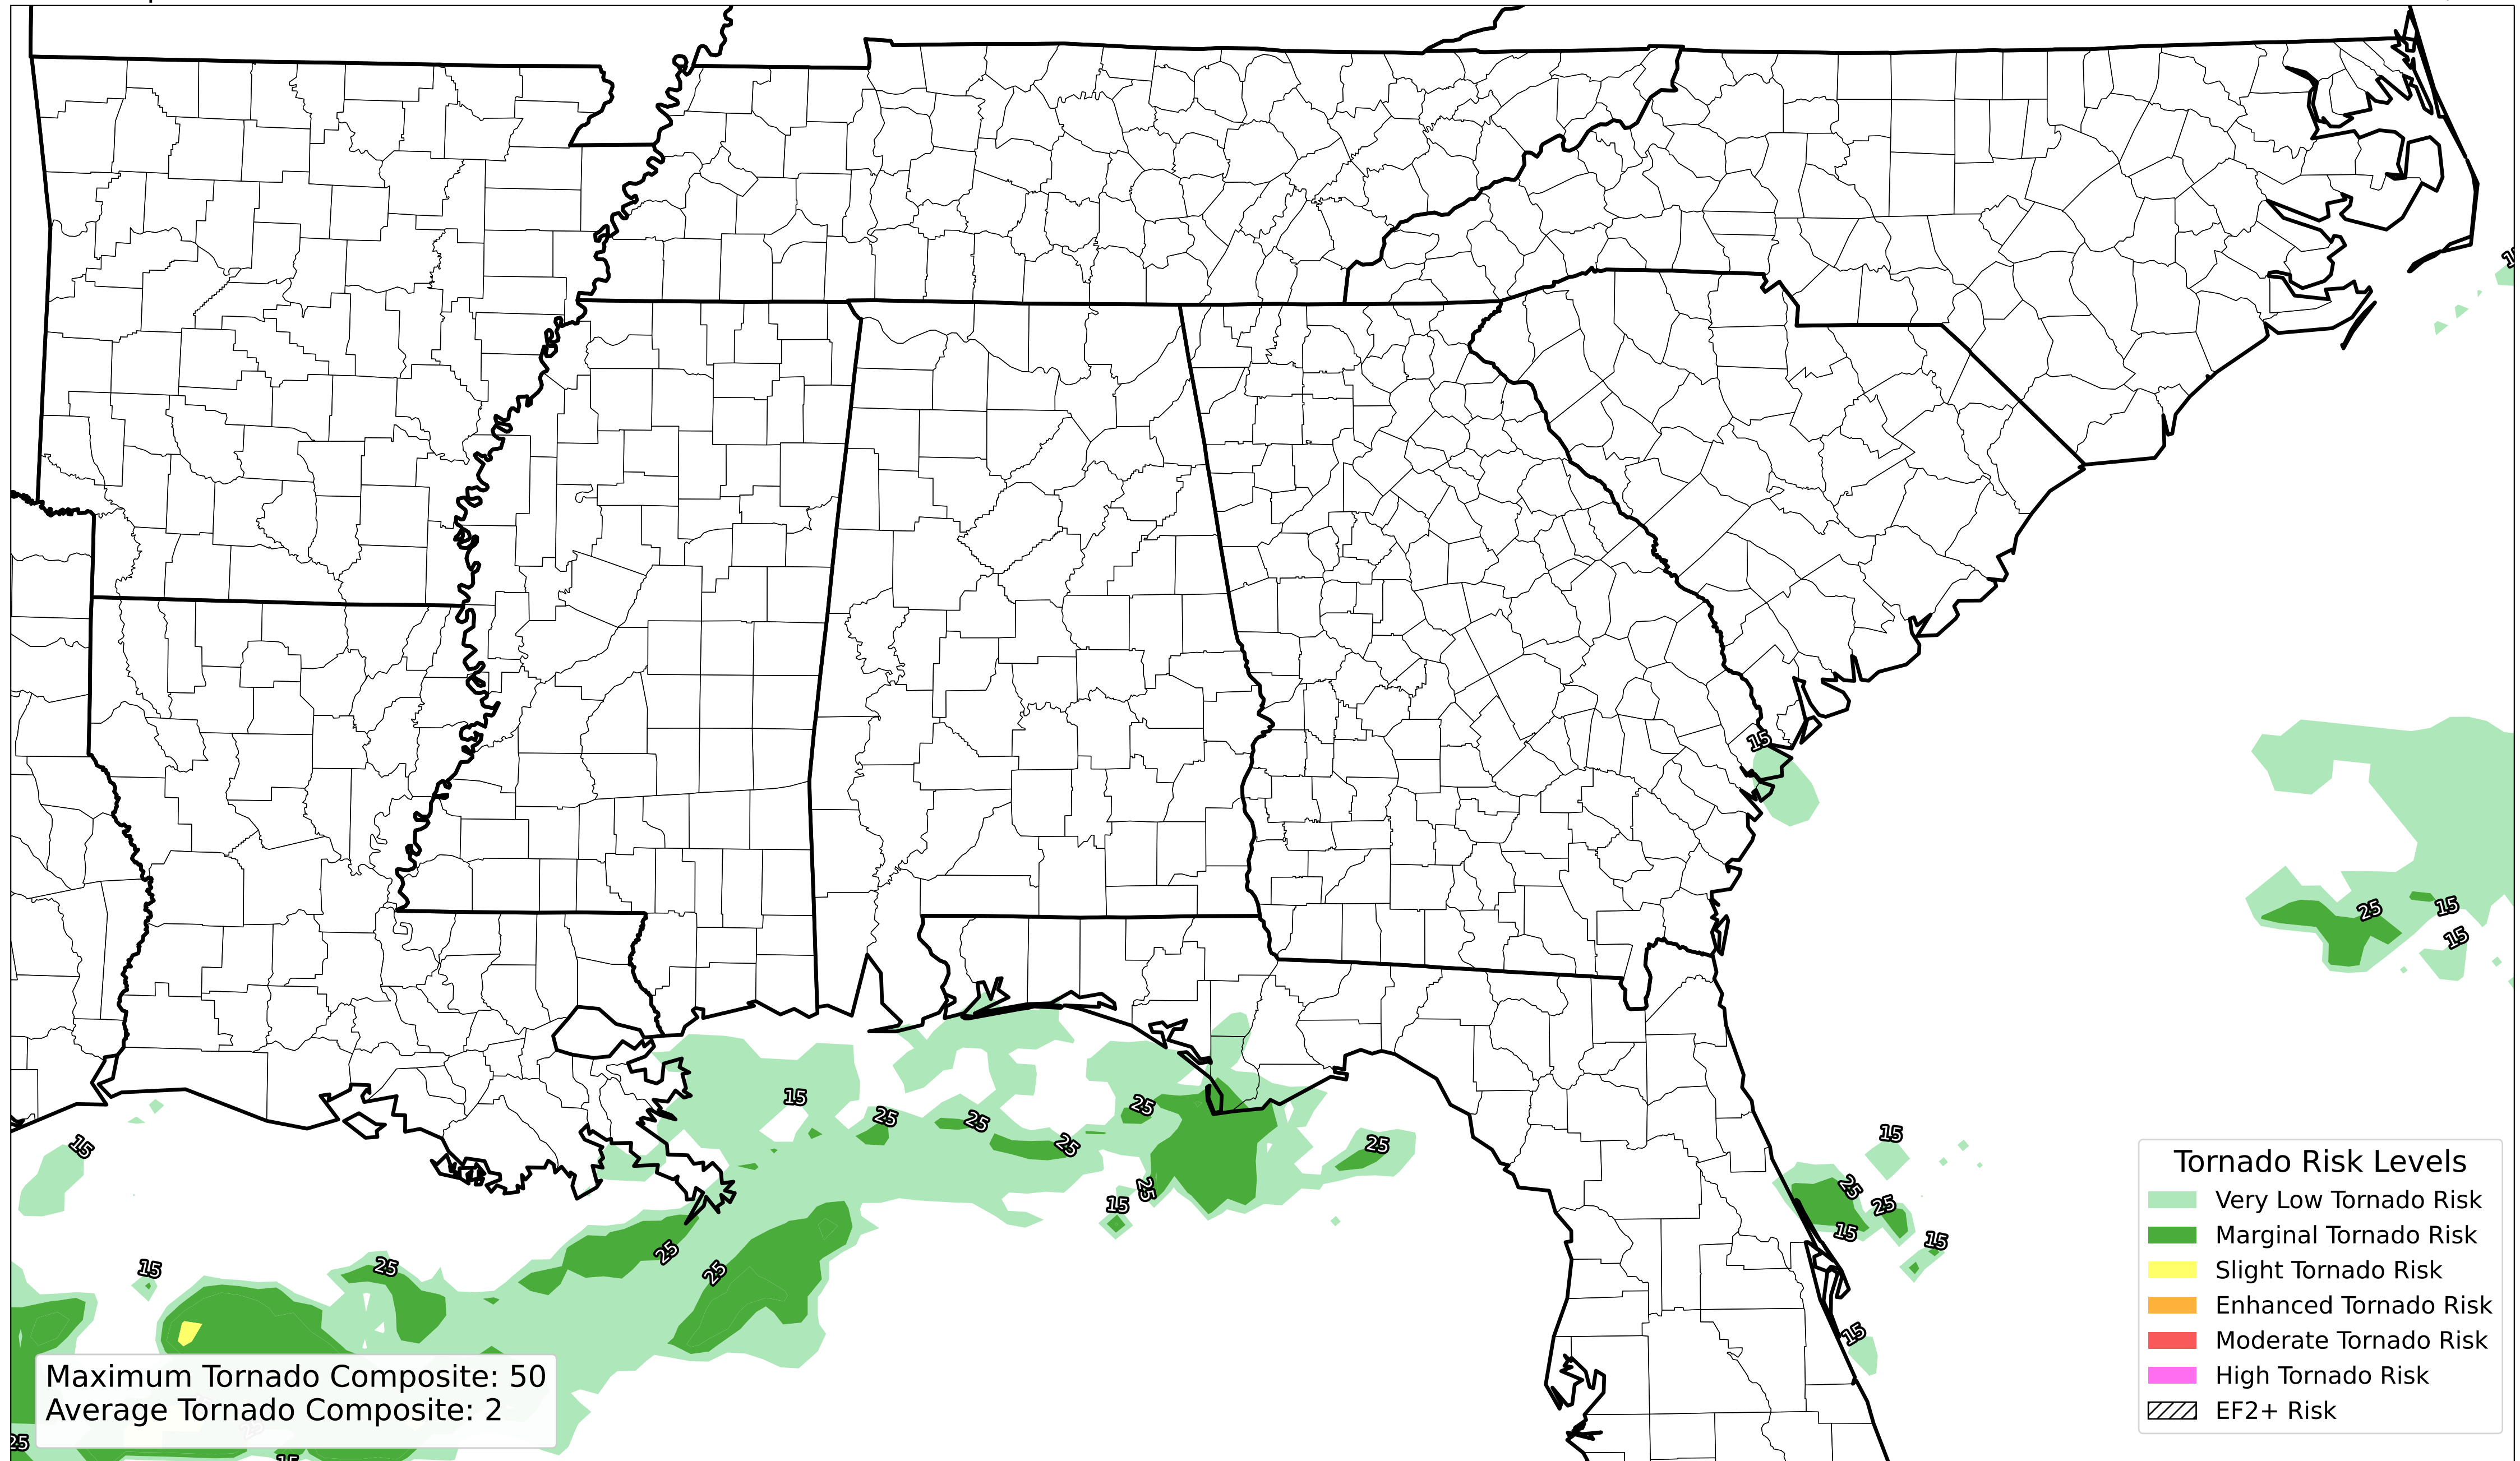 15
15
25
15
15
15
25
25
25
25
25
15
25
15
15
25
25
15
15
15
25
25
25
15
25
15
Tornado Risk Levels
Very Low Tornado Risk
Marginal Tornado Risk
Slight Tornado Risk
Enhanced Tornado Risk
Moderate Tornado Risk
High Tornado Risk
EF2+ Risk
Maximum Tornado Composite: 50
Average Tornado Composite: 2